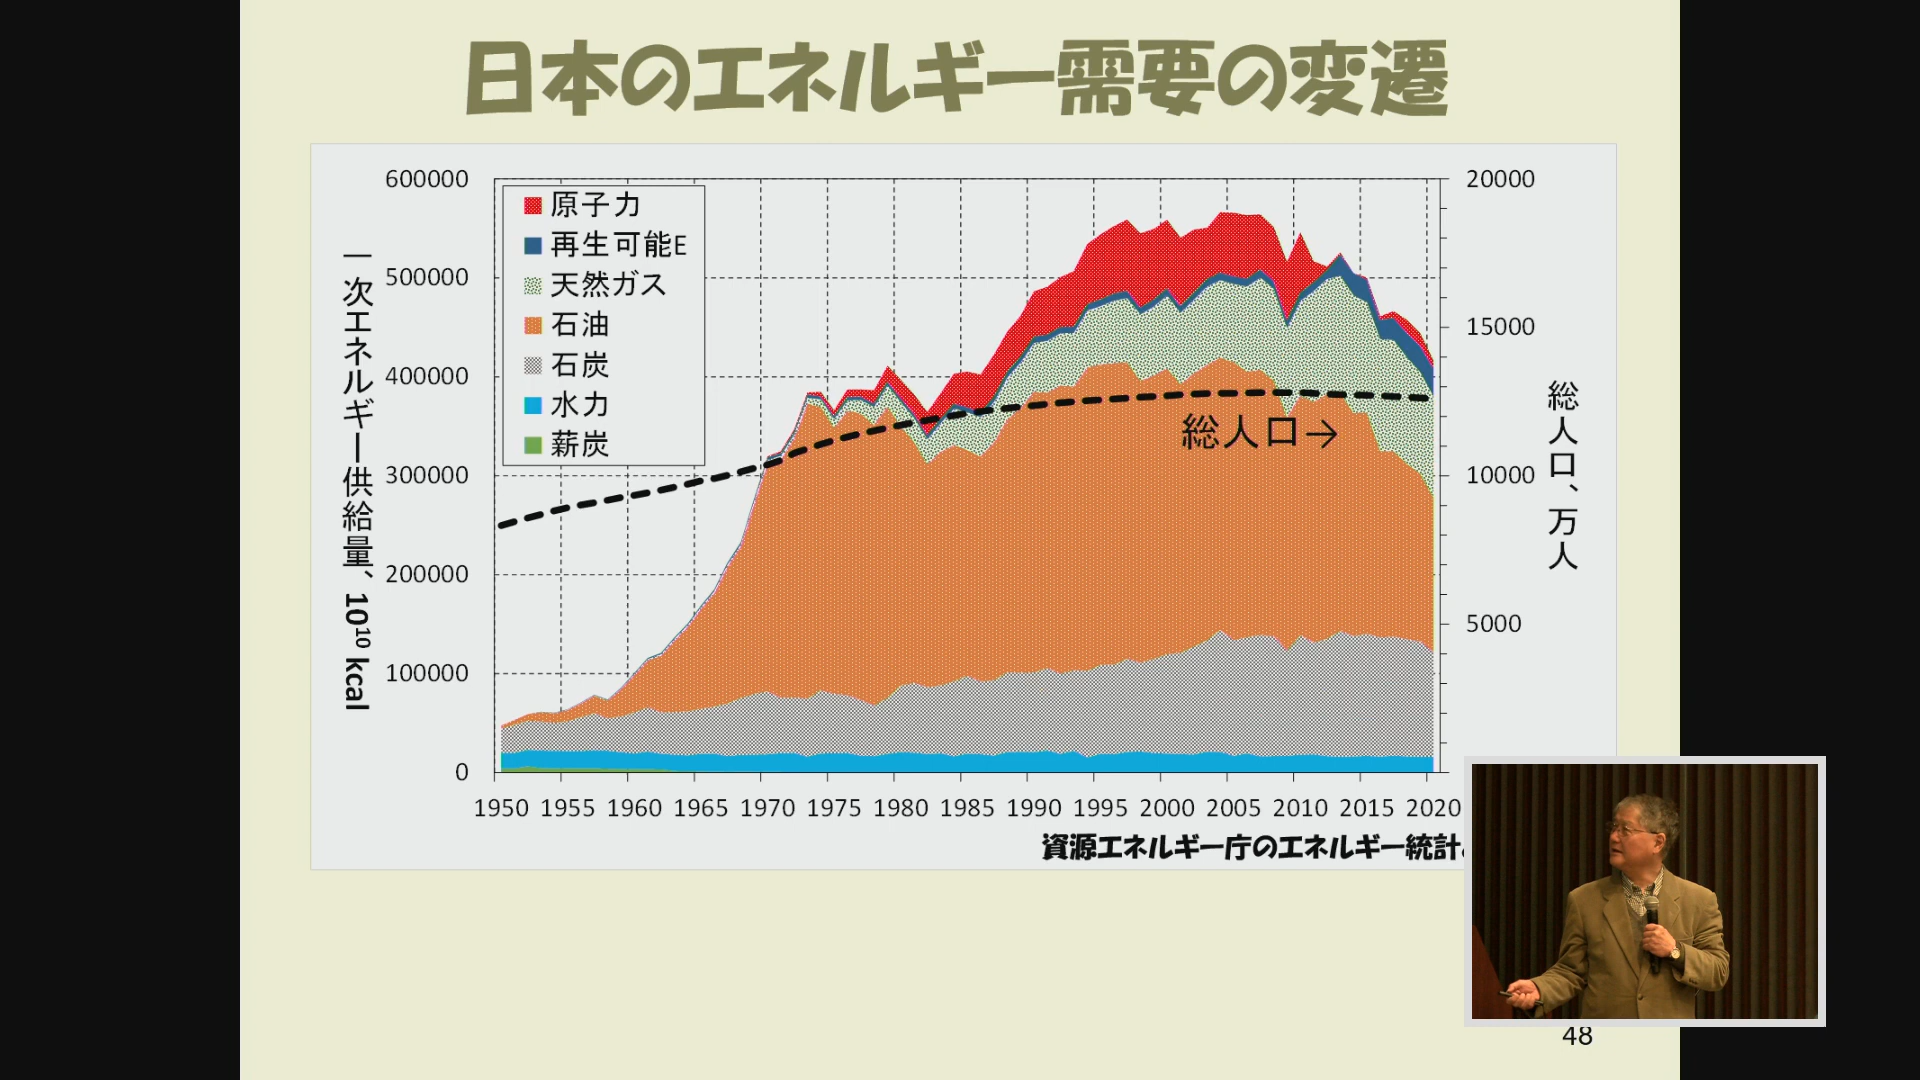 日本のエネルギー需要の変遷
一次エネルギー供給量、10¹⁰ kcal
600000
500000
400000
300000
200000
100000
0
原子力
再生可能E
天然ガス
石油
石炭
水力
薪炭
総人口→
20000
15000
10000
5000
総人口、万人
1950 1955 1960 1965 1970 1975 1980 1985 1990 1995 2000 2005 2010 2015 2020
資源エネルギー庁のエネルギー統計
48